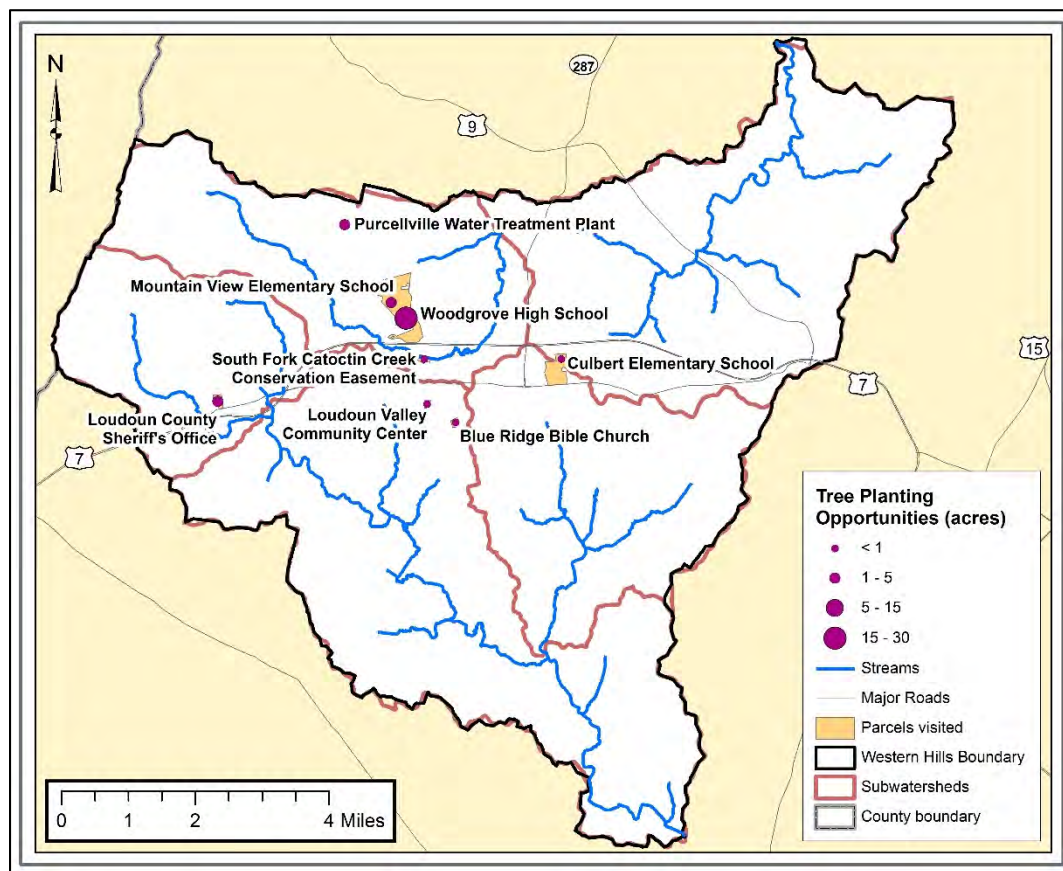 N
287
9
Purcellville Water Treatment Plant
Mountain View Elementary School
Woodgrove High School
South Fork Catoctin Creek
Conservation Easement
Culbert Elementary School
15
7
Loudoun County
Sheriff's Office
Loudoun Valley
Community Center
Blue Ridge Bible Church
7
Tree Planting
Opportunities (acres)
< 1
1 - 5
5 - 15
15 - 30
Streams
Major Roads
Parcels visited
Western Hills Boundary
Subwatersheds
County boundary
0 1 2 4 Miles